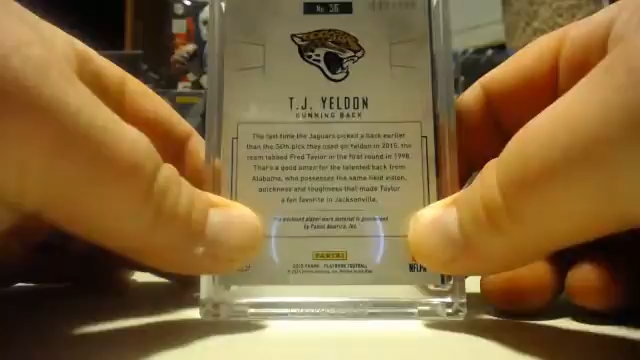 No. 36
T.J. YELDON
RUNNING BACK
The last time the Jaguars picked a back earlier
than the 36th pick they used on Yeldon in 2015, the
team tabbed Fred Taylor in the first round in 1998.
That's a good omen for the talented back from
Alabama, who possesses the same field vision,
quickness and toughness that made Taylor
a fan favorite in Jacksonville.
The enclosed player-worn material is guaranteed
by Panini America, Inc.
PANINI
2015 PANINI PLAYBOOK FOOTBALL
NFLPA